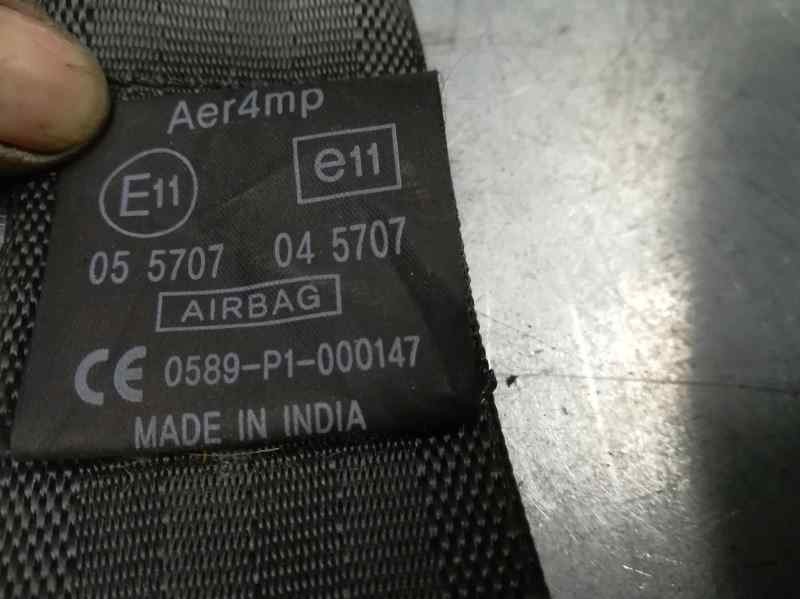 Aer4mp
E11 e11
05 5707 04 5707
AIRBAG
CE 0589-P1-000147
MADE IN INDIA